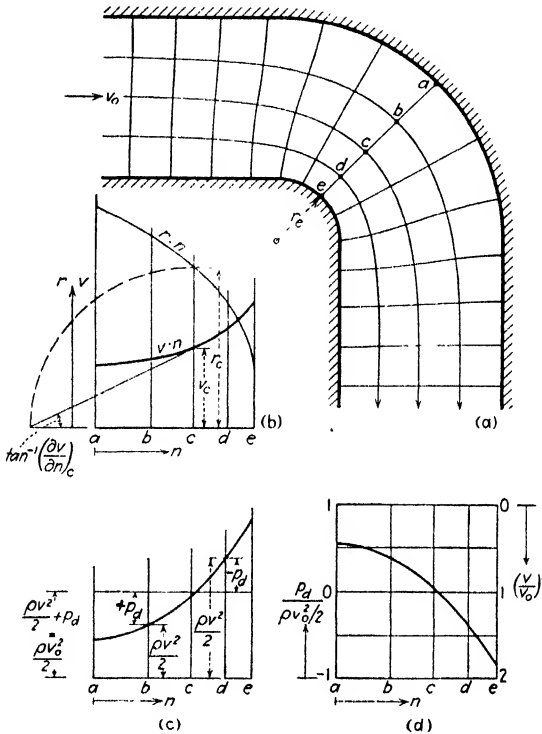 v₀
a
b
c
d
e
rₑ
(a)
r v
r-n
v-n
v_c
r_c
(b)
tan⁻¹(∂v/∂n)_c
a b c d e
n
ρv²/2 + p_d
=
ρv₀²/2
+p_d
-p_d
ρv²/2
ρv²/2
a b c d e
n
(c)
1
0
p_d/(ρv₀²/2)
0
1
(v/v₀)
-1
2
a b c d e
n
(d)